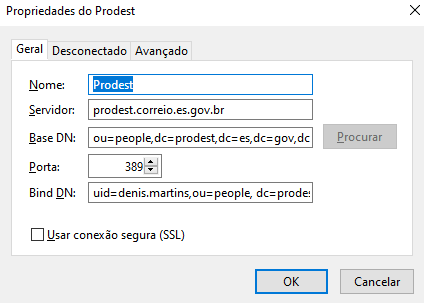 Propriedades do Prodest
Geral Desconectado Avançado
Nome: Prodest
Servidor: prodest.correio.es.gov.br
Base DN: ou=people,dc=prodest,dc=es,dc=gov,dc Procurar
Porta: 389
Bind DN: uid=denis.martins,ou=people, dc=prodes
Usar conexão segura (SSL)
OK Cancelar